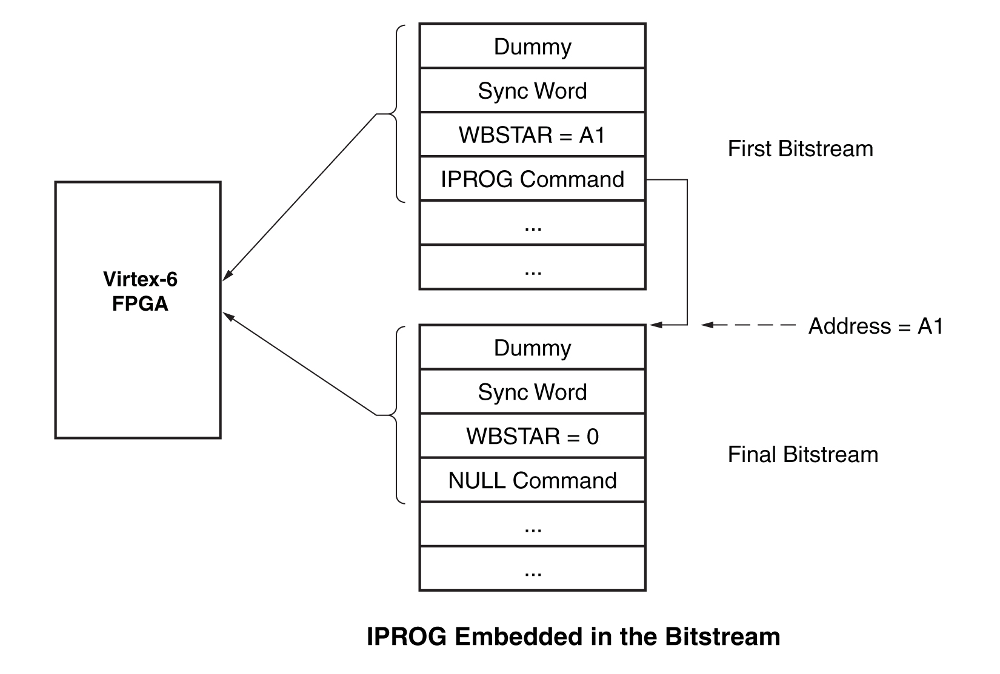 Dummy
Sync Word
WBSTAR = A1
First Bitstream
IPROG Command
...
...
Virtex-6
FPGA
Address = A1
Dummy
Sync Word
WBSTAR = 0
Final Bitstream
NULL Command
...
...
IPROG Embedded in the Bitstream